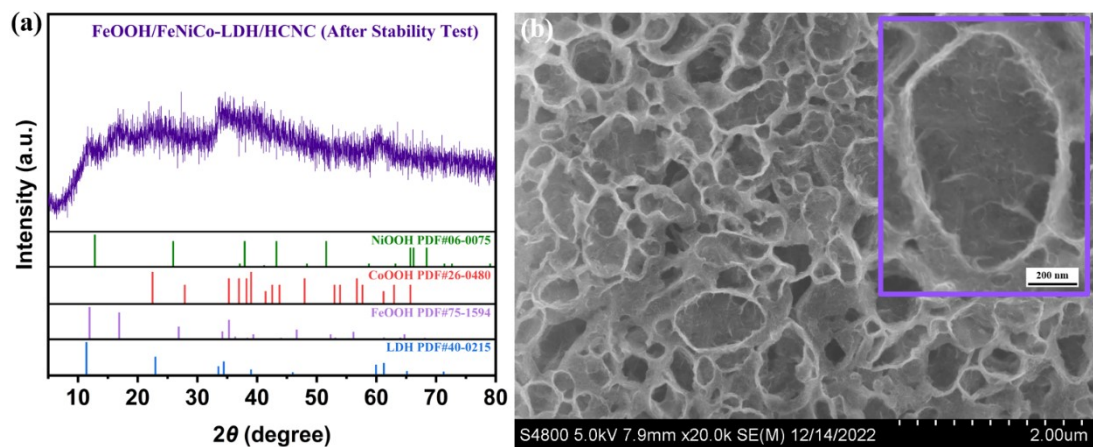 (a)
FeOOH/FeNiCo-LDH/HCNC (After Stability Test)
Intensity (a.u.)
NiOOH PDF#06-0075
CoOOH PDF#26-0480
FeOOH PDF#75-1594
LDH PDF#40-0215
10 20 30 40 50 60 70 80
2θ (degree)
(b)
200 nm
S4800 5.0kV 7.9mm x20.0k SE(M) 12/14/2022 2.00um